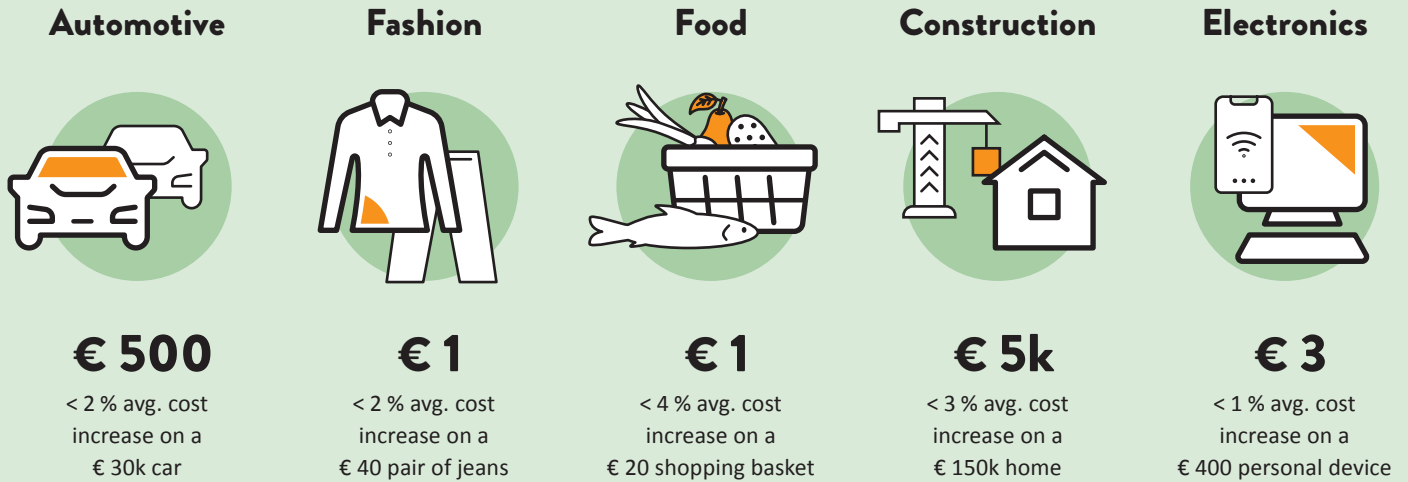 Automotive
€ 500
< 2 % avg. cost
increase on a
€ 30k car
Fashion
€ 1
< 2 % avg. cost
increase on a
€ 40 pair of jeans
Food
€ 1
< 4 % avg. cost
increase on a
€ 20 shopping basket
Construction
€ 5k
< 3 % avg. cost
increase on a
€ 150k home
Electronics
€ 3
< 1 % avg. cost
increase on a
€ 400 personal device